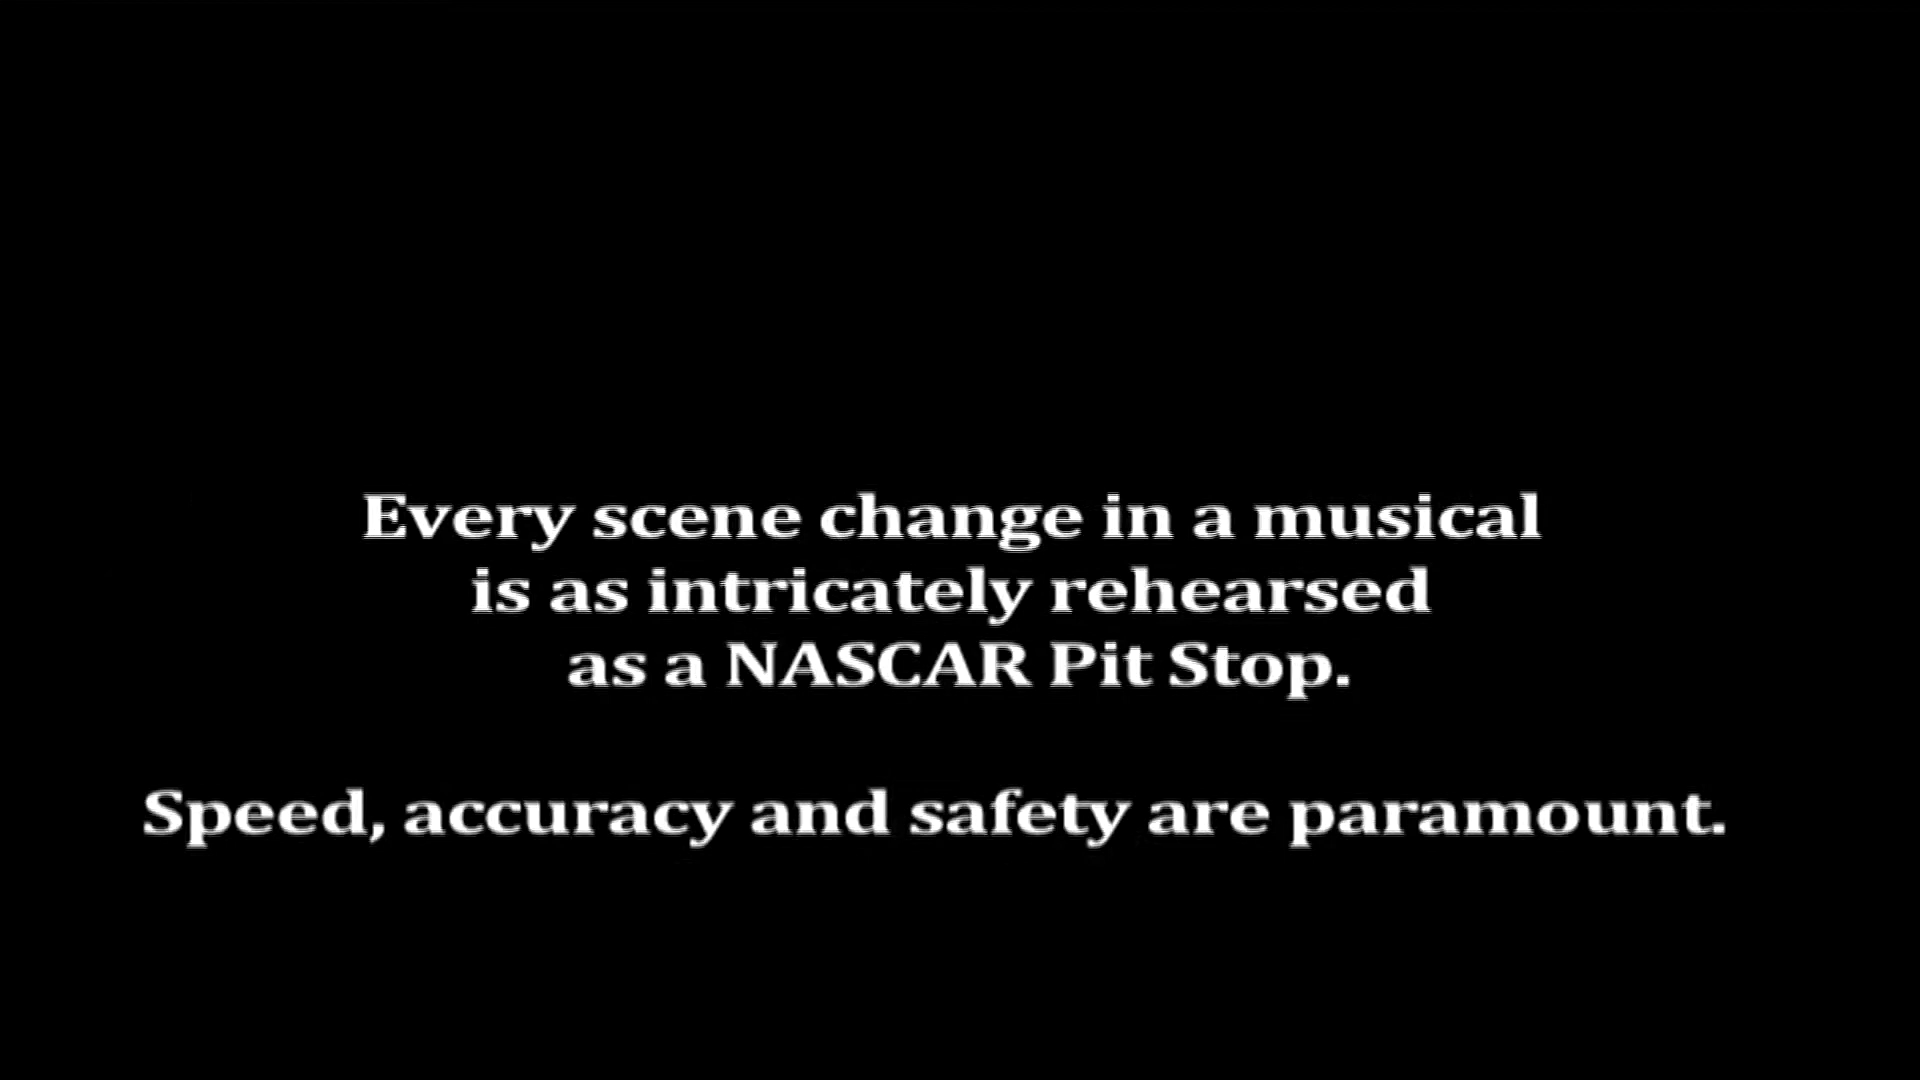 Every scene change in a musical
is as intricately rehearsed
as a NASCAR Pit Stop.
Speed, accuracy and safety are paramount.